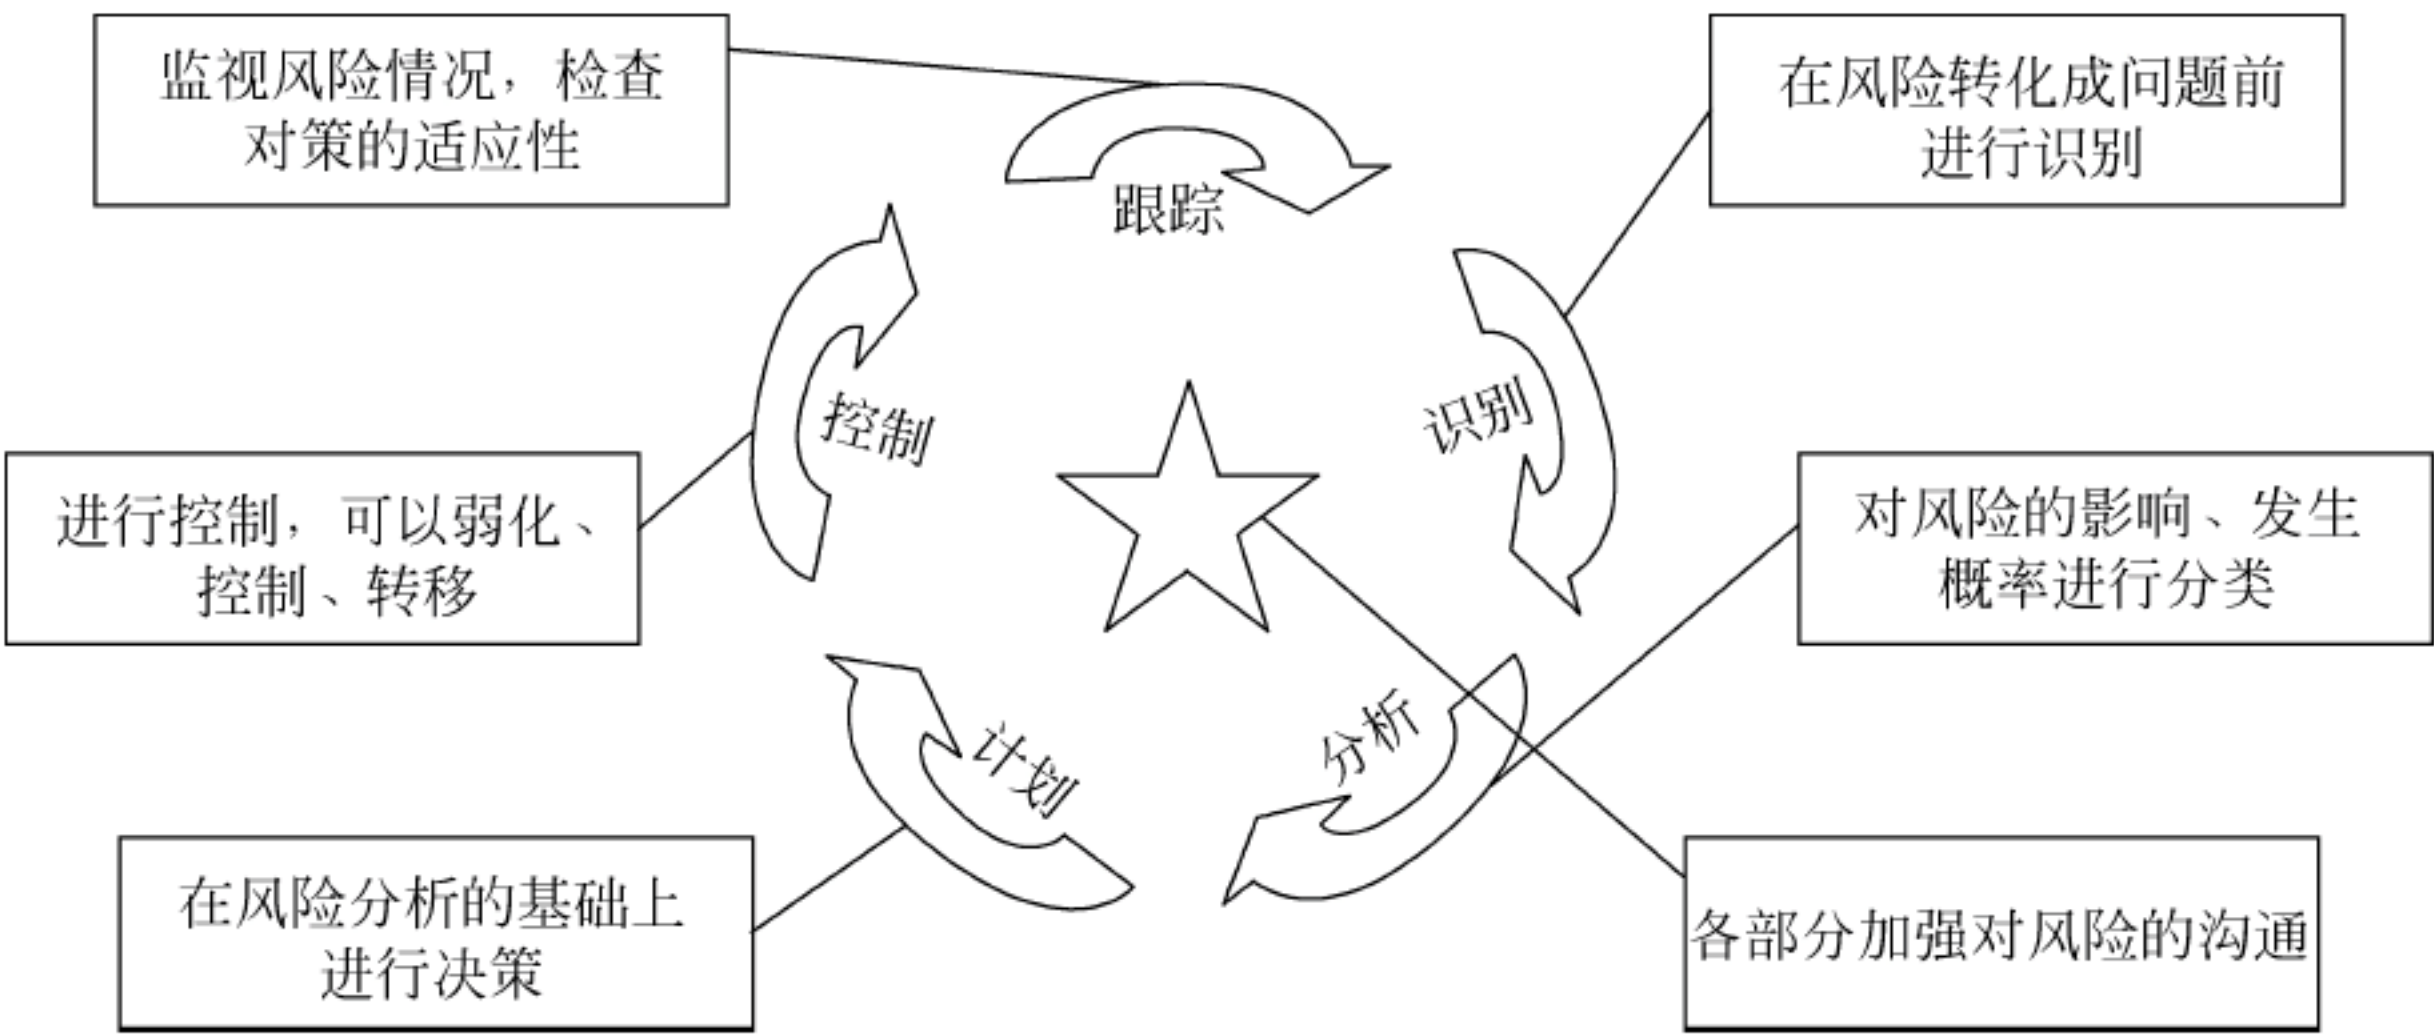 监视风险情况，检查
对策的适应性
在风险转化成问题前
进行识别
跟踪
控制
识别
进行控制，可以弱化、
控制、转移
对风险的影响、发生
概率进行分类
计划
分析
在风险分析的基础上
进行决策
各部分加强对风险的沟通